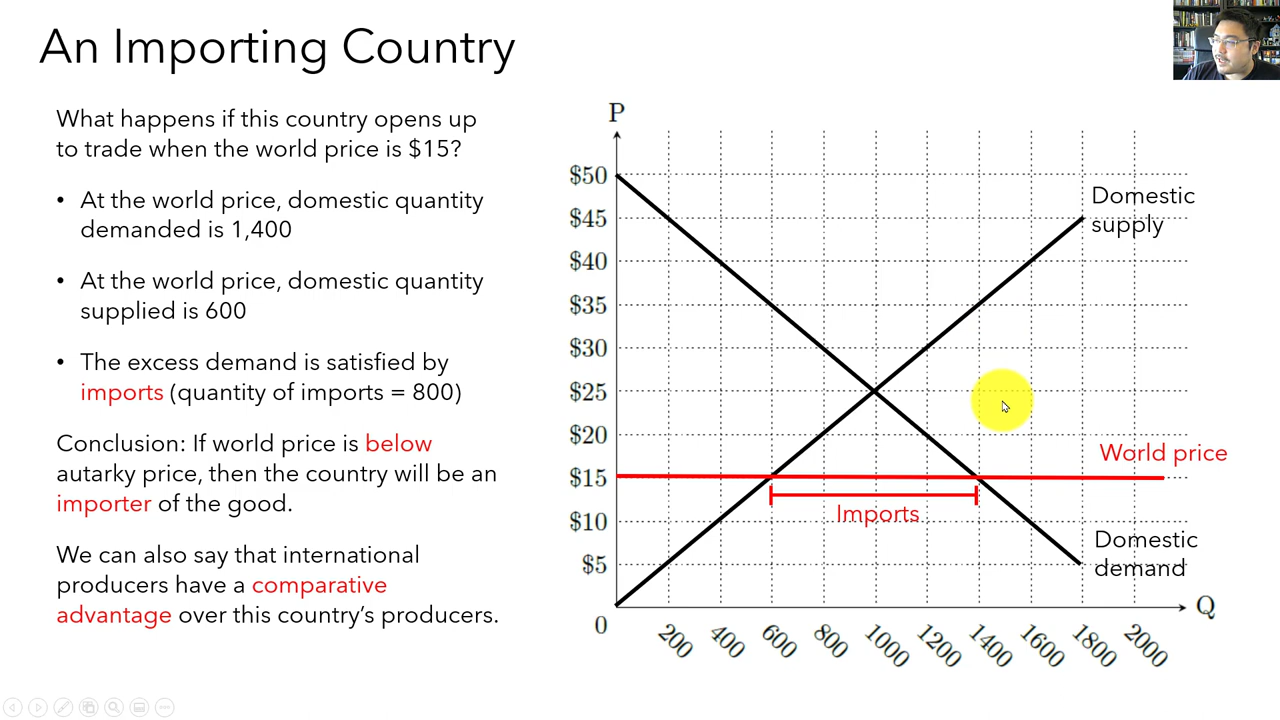 An Importing Country
What happens if this country opens up
to trade when the world price is $15?
• At the world price, domestic quantity
demanded is 1,400
• At the world price, domestic quantity
supplied is 600
• The excess demand is satisfied by
imports (quantity of imports = 800)
Conclusion: If world price is below
autarky price, then the country will be an
importer of the good.
We can also say that international
producers have a comparative
advantage over this country's producers.
P
$50
$45
$40
$35
$30
$25
$20
$15
$10
$5
0
200
400
600
800
1000
1200
1400
1600
1800
2000
Q
Domestic
supply
World price
Imports
Domestic
demand